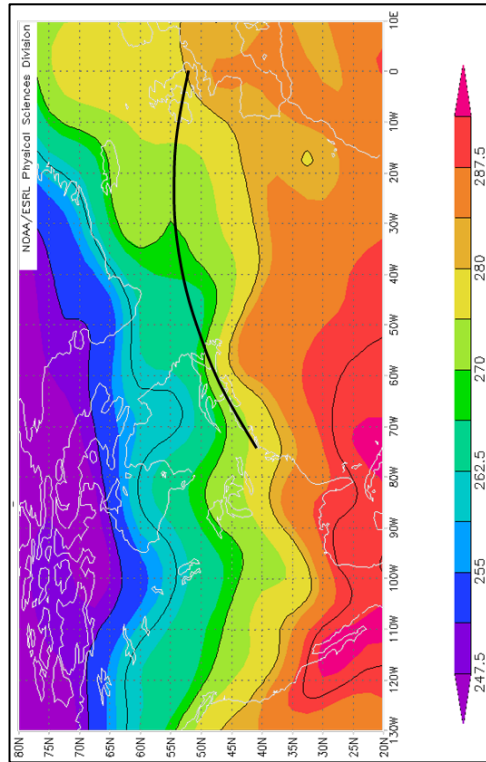 NOAA/ESRL Physical Sciences Division
80N
75N
70N
65N
60N
55N
50N
45N
40N
35N
30N
25N
20N
130W
120W
110W
100W
90W
80W
70W
60W
50W
40W
30W
20W
10W
0
10E
247.5
255
262.5
270
280
287.5